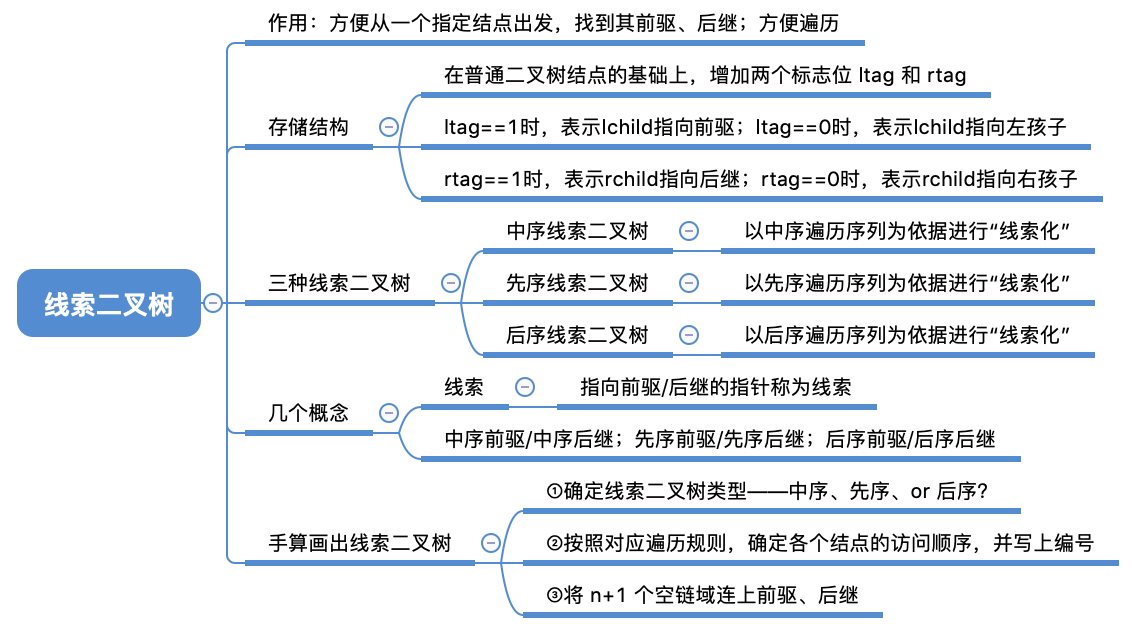 线索二叉树
作用：方便从一个指定结点出发，找到其前驱、后继；方便遍历
存储结构
在普通二叉树结点的基础上，增加两个标志位 ltag 和 rtag
ltag==1时，表示lchild指向前驱；ltag==0时，表示lchild指向左孩子
rtag==1时，表示rchild指向后继；rtag==0时，表示rchild指向右孩子
三种线索二叉树
中序线索二叉树
以中序遍历序列为依据进行“线索化”
先序线索二叉树
以先序遍历序列为依据进行“线索化”
后序线索二叉树
以后序遍历序列为依据进行“线索化”
几个概念
线索
指向前驱/后继的指针称为线索
中序前驱/中序后继；先序前驱/先序后继；后序前驱/后序后继
手算画出线索二叉树
①确定线索二叉树类型——中序、先序、or 后序？
②按照对应遍历规则，确定各个结点的访问顺序，并写上编号
③将 n+1 个空链域连上前驱、后继